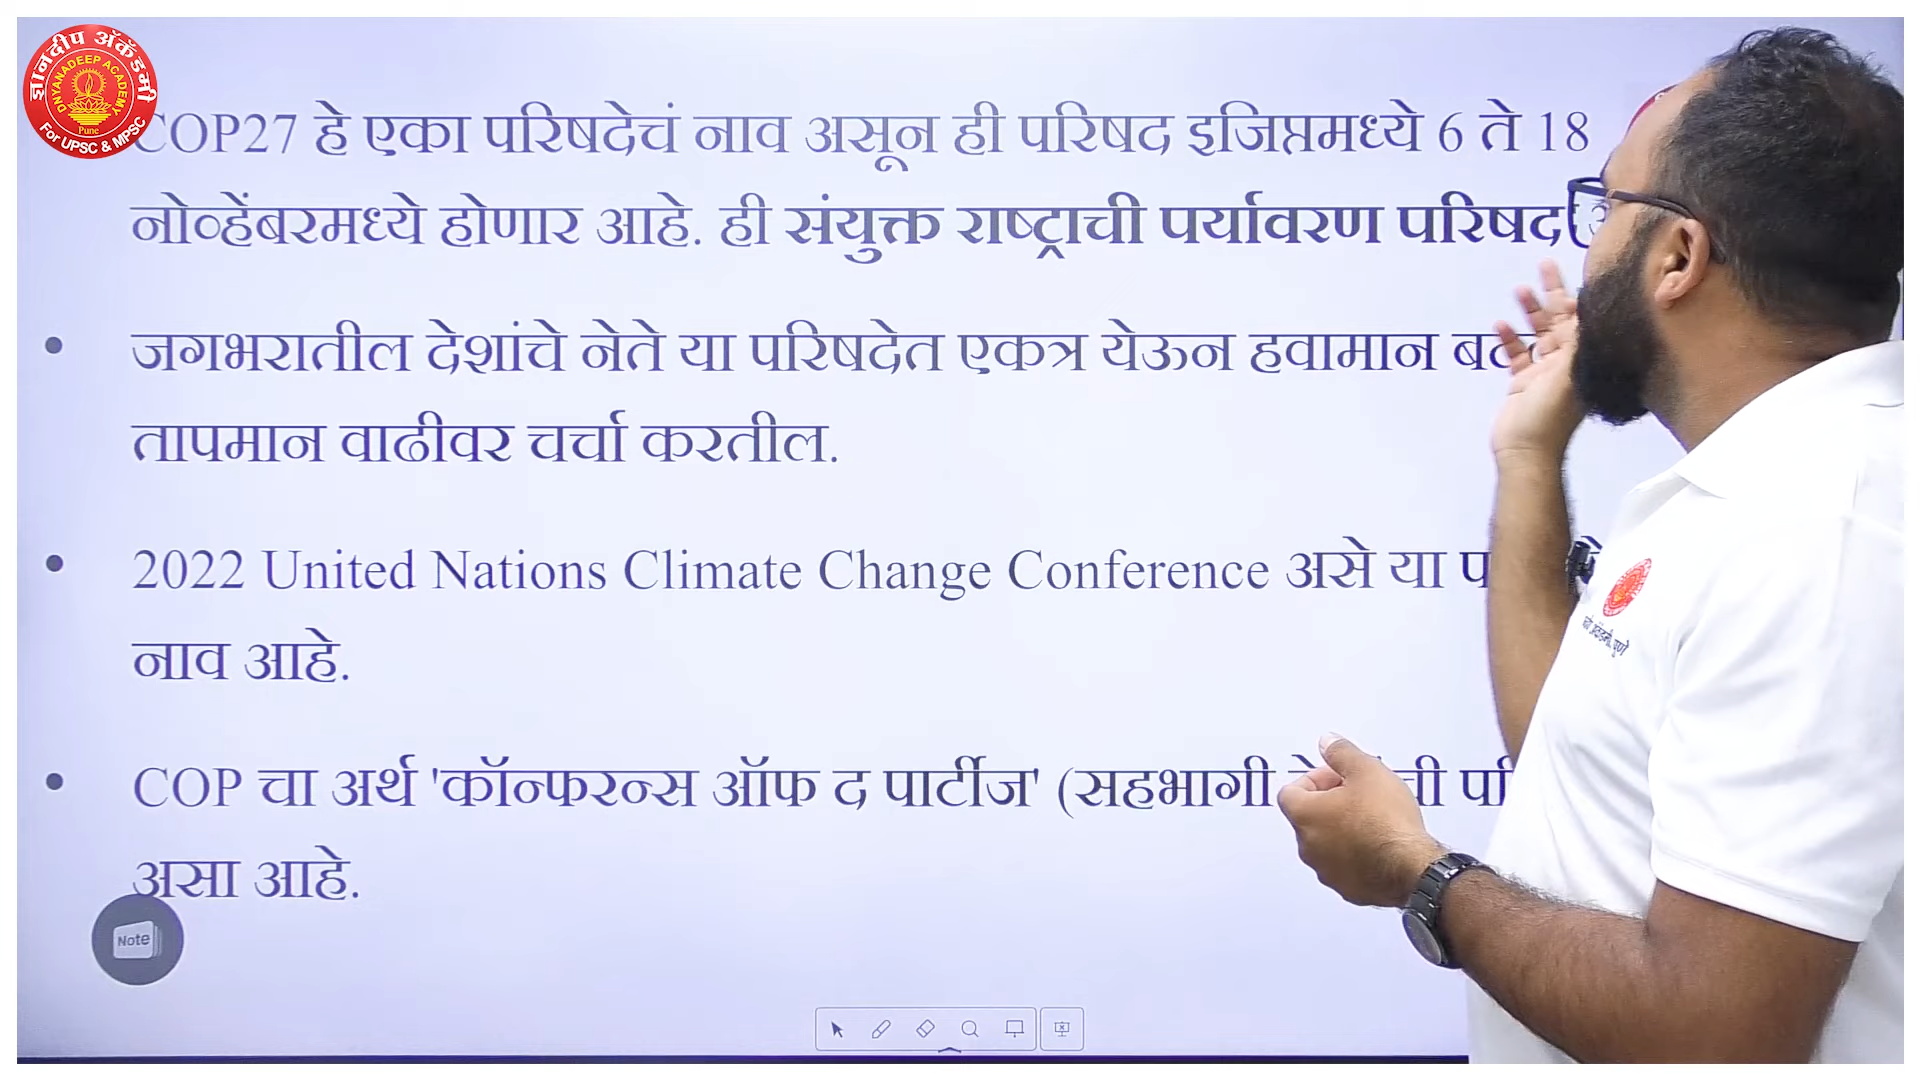 ज्ञानदीप अॅकॅडमी
DNYANADEEP ACADEMY
Pune
For UPSC & MPSC
COP27 हे एका परिषदेचं नाव असून ही परिषद इजिप्तमध्ये 6 ते 18
नोव्हेंबरमध्ये होणार आहे. ही संयुक्त राष्ट्राची पर्यावरण परिषद
• जगभरातील देशांचे नेते या परिषदेत एकत्र येऊन हवामान
तापमान वाढीवर चर्चा करतील.
• 2022 United Nations Climate Change Conference असे या
नाव आहे.
• COP चा अर्थ 'कॉन्फरन्स ऑफ द पार्टीज' (सहभागी
असा आहे.
Note